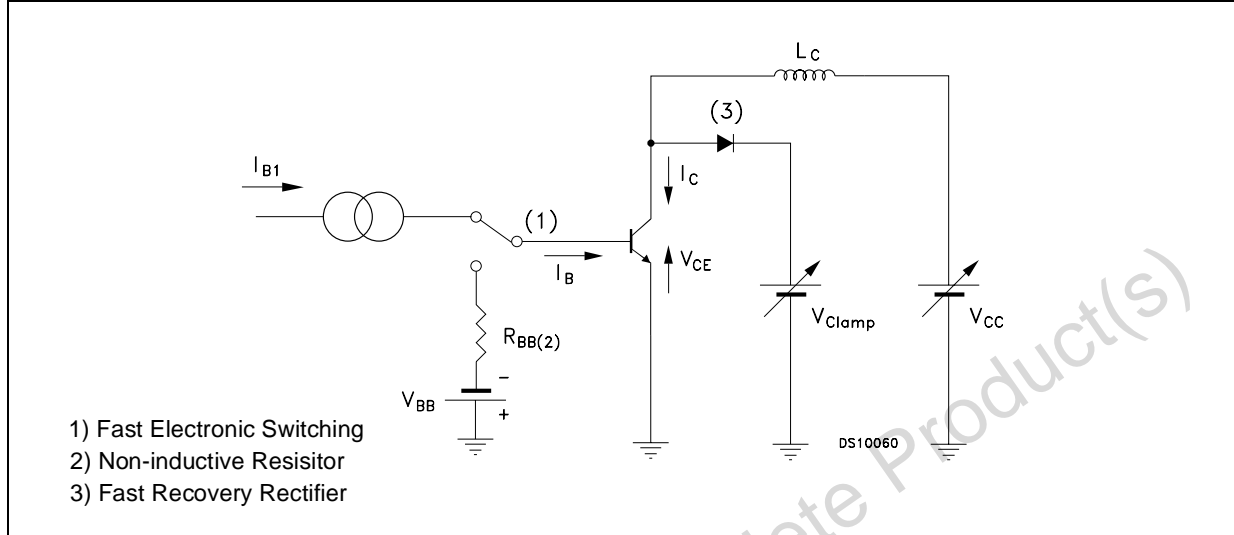 L C
(3)
I B1
I C
(1)
I B
V CE
V Clamp
V CC
R BB(2)
−
V BB
+
DS10060
1) Fast Electronic Switching
2) Non-inductive Resisitor
3) Fast Recovery Rectifier
ete Product(s)